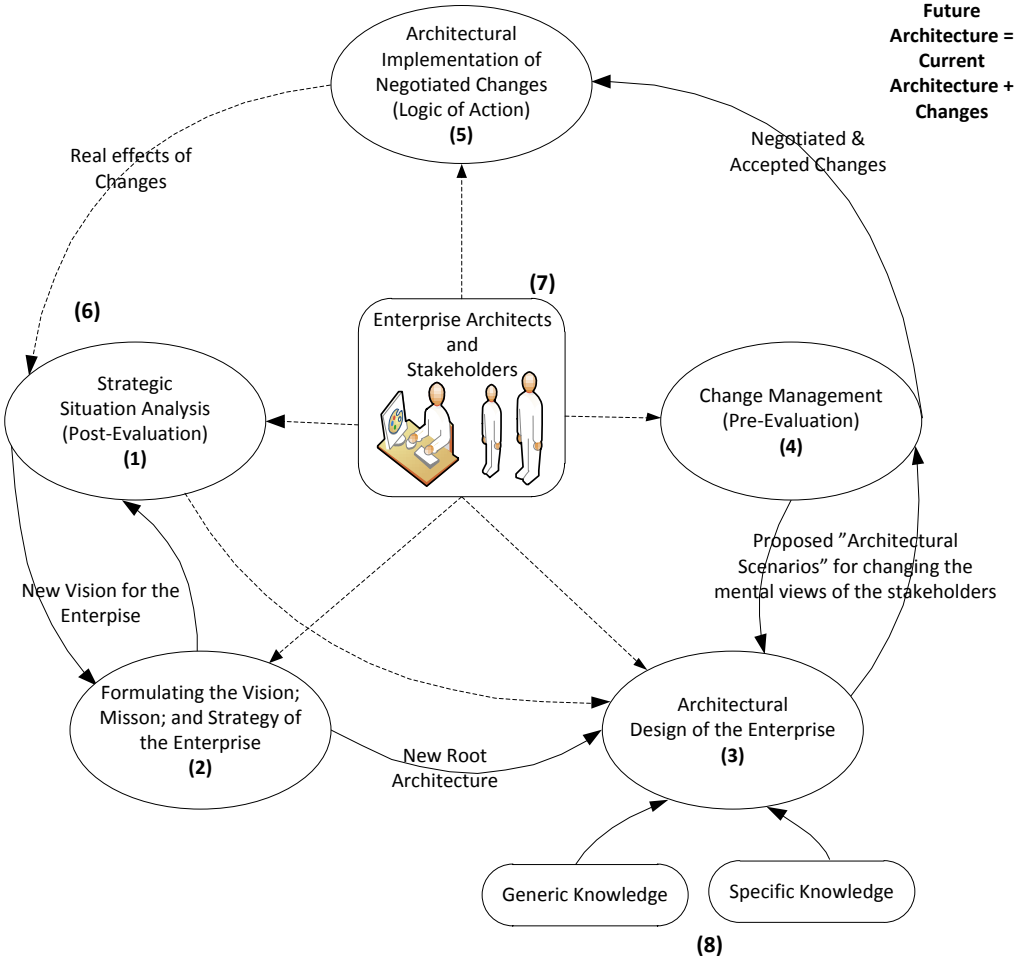 Architectural
Implementation of
Negotiated Changes
(Logic of Action)
(5)
Future
Architecture =
Current
Architecture +
Changes
Real effects of
Changes
Negotiated &
Accepted Changes
(6)
(7)
Enterprise Architects
and
Stakeholders
Strategic
Situation Analysis
(Post-Evaluation)
(1)
Change Management
(Pre-Evaluation)
(4)
New Vision for the
Enterpise
Proposed ”Architectural
Scenarios” for changing the
mental views of the stakeholders
Formulating the Vision;
Misson; and Strategy of
the Enterprise
(2)
New Root
Architecture
Architectural
Design of the Enterprise
(3)
Generic Knowledge
Specific Knowledge
(8)